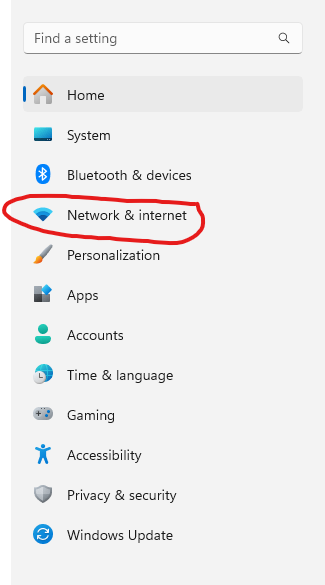 Find a setting
Home
System
Bluetooth & devices
Network & internet
Personalization
Apps
Accounts
Time & language
Gaming
Accessibility
Privacy & security
Windows Update